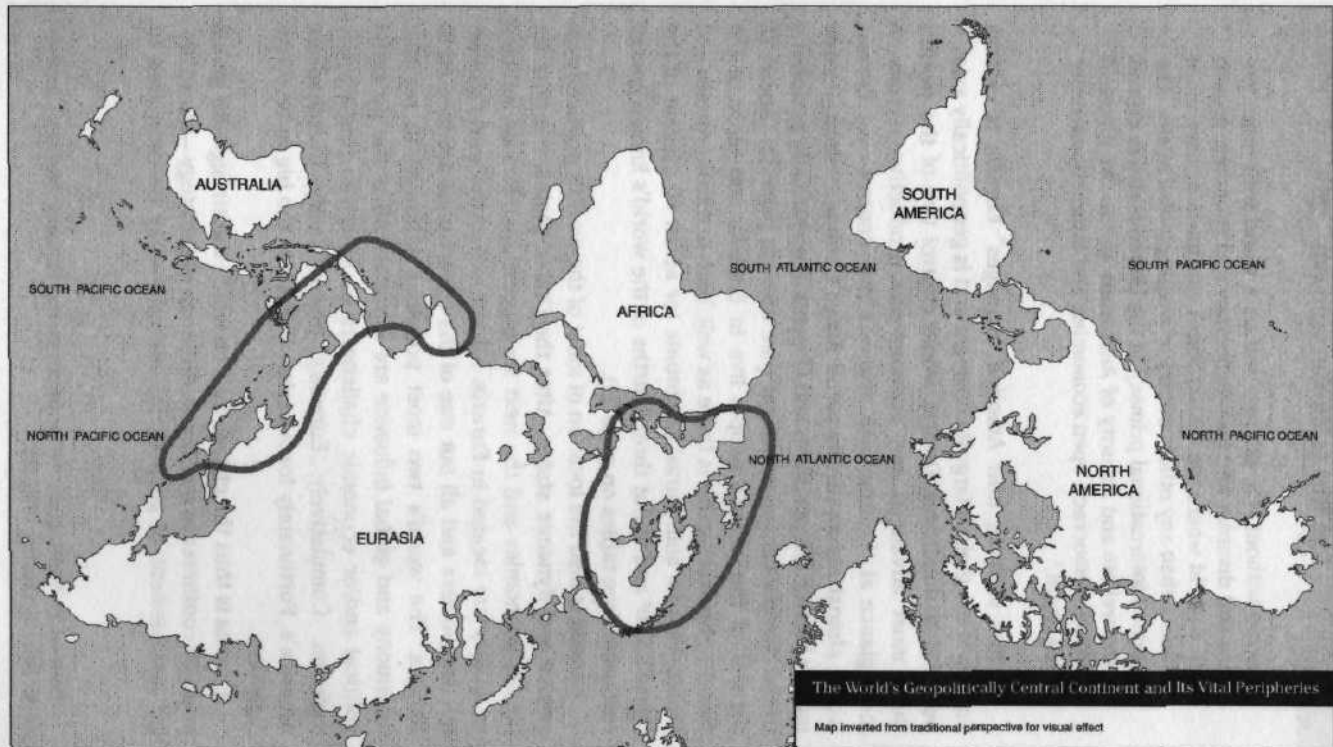 AUSTRALIA
SOUTH
AMERICA
SOUTH PACIFIC OCEAN
SOUTH ATLANTIC OCEAN
SOUTH PACIFIC OCEAN
AFRICA
NORTH PACIFIC OCEAN
NORTH ATLANTIC OCEAN
NORTH PACIFIC OCEAN
NORTH
AMERICA
EURASIA
The World's Geopolitically Central Continent and Its Vital Peripheries
Map inverted from traditional perspective for visual effect